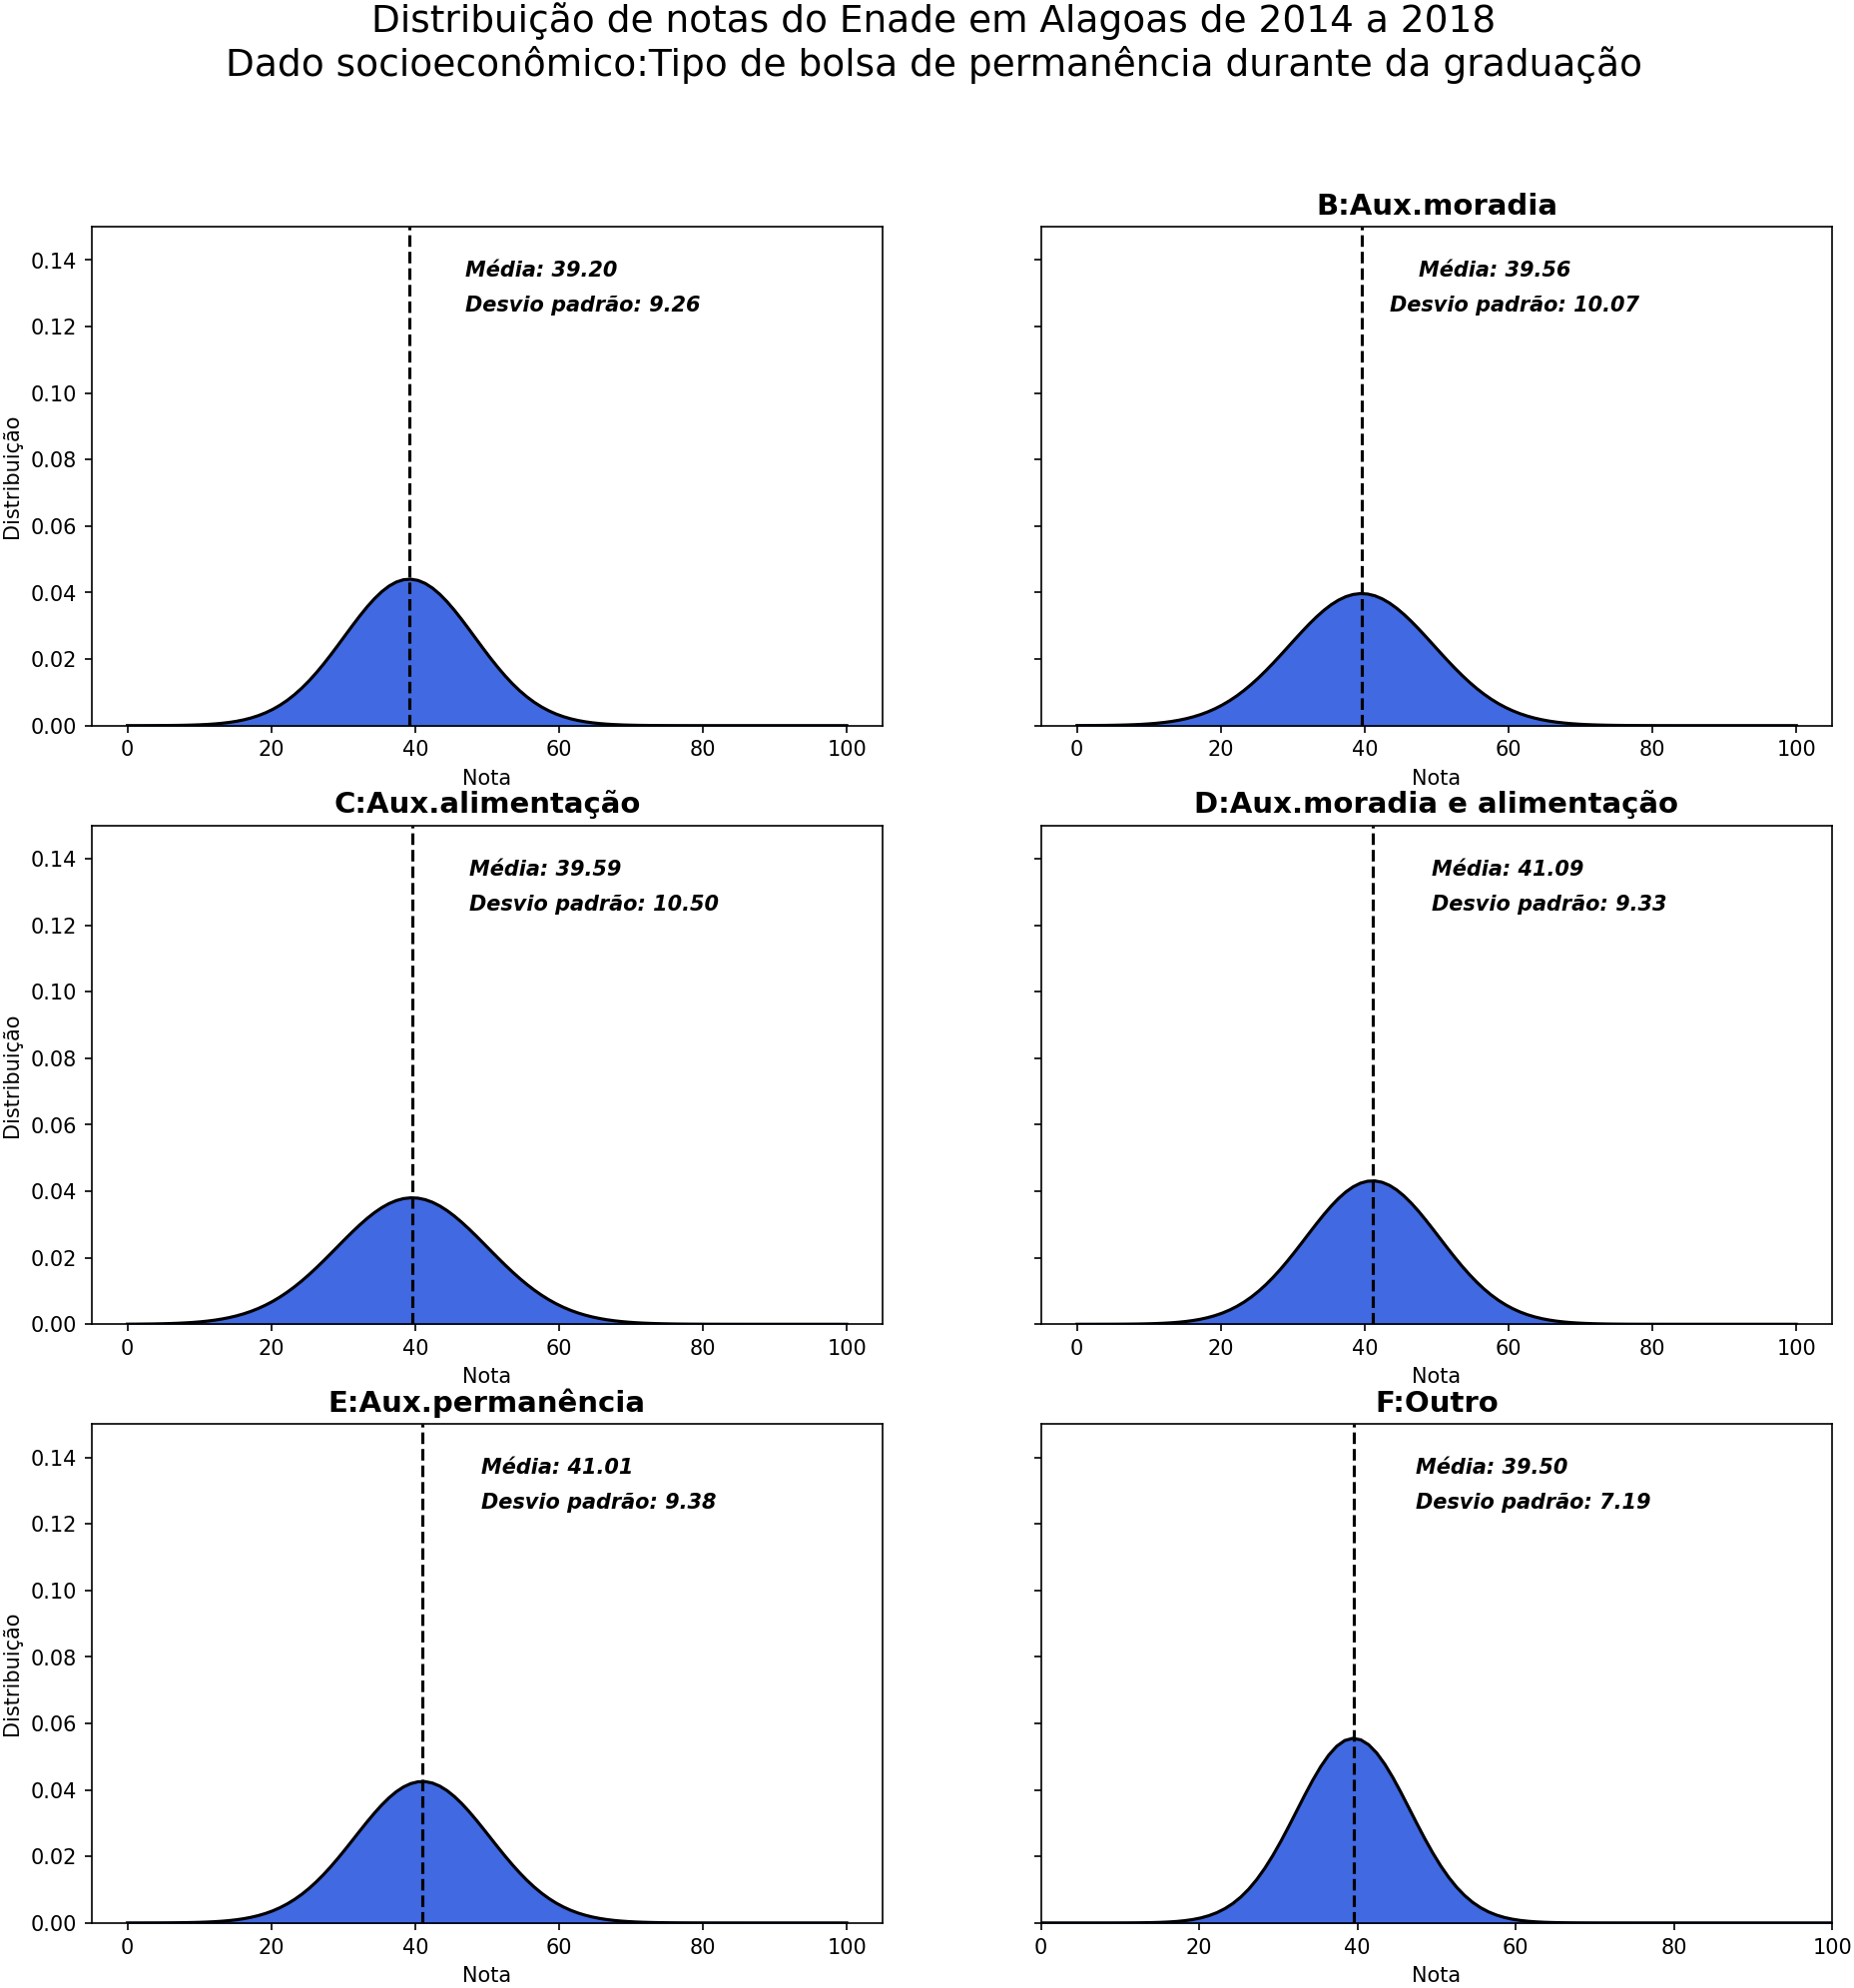 Distribuição de notas do Enade em Alagoas de 2014 a 2018
Dado socioeconômico:Tipo de bolsa de permanência durante da graduação
Média: 39.20
Desvio padrão: 9.26
0.14
0.12
0.10
0.08
0.06
0.04
0.02
0.00
Distribuição
0 20 40 60 80 100
Nota
B:Aux.moradia
Média: 39.56
Desvio padrão: 10.07
0 20 40 60 80 100
Nota
C:Aux.alimentação
Média: 39.59
Desvio padrão: 10.50
0.14
0.12
0.10
0.08
0.06
0.04
0.02
0.00
Distribuição
0 20 40 60 80 100
Nota
D:Aux.moradia e alimentação
Média: 41.09
Desvio padrão: 9.33
0 20 40 60 80 100
Nota
E:Aux.permanência
Média: 41.01
Desvio padrão: 9.38
0.14
0.12
0.10
0.08
0.06
0.04
0.02
0.00
Distribuição
0 20 40 60 80 100
Nota
F:Outro
Média: 39.50
Desvio padrão: 7.19
0 20 40 60 80 100
Nota